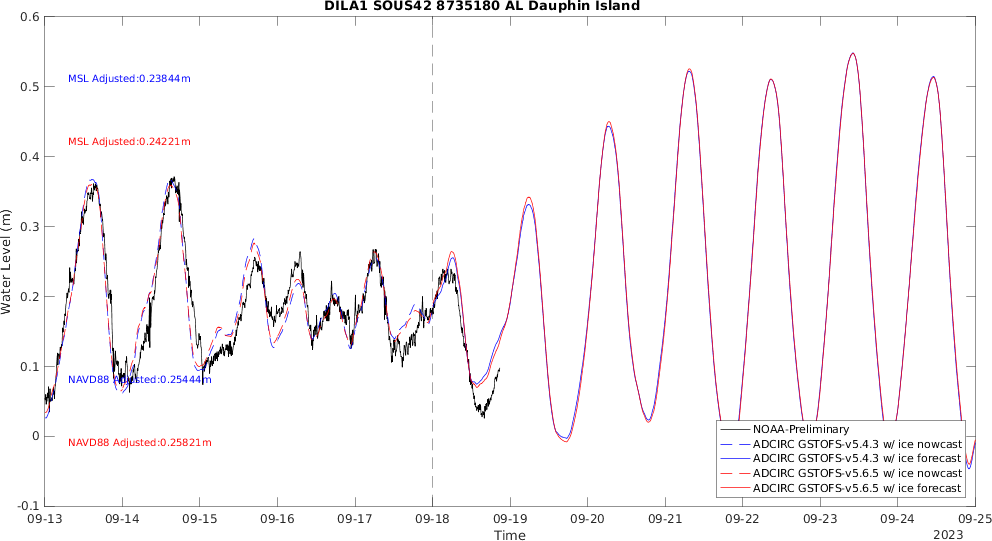 DILA1 SOUS42 8735180 AL Dauphin Island
Water Level (m)
0.6
0.5
0.4
0.3
0.2
0.1
0
-0.1
MSL Adjusted:0.23844m
MSL Adjusted:0.24221m
NAVD88 Adjusted:0.25444m
NAVD88 Adjusted:0.25821m
NOAA-Preliminary
ADCIRC GSTOFS-v5.4.3 w/ ice nowcast
ADCIRC GSTOFS-v5.4.3 w/ ice forecast
ADCIRC GSTOFS-v5.6.5 w/ ice nowcast
ADCIRC GSTOFS-v5.6.5 w/ ice forecast
09-13 09-14 09-15 09-16 09-17 09-18 09-19 09-20 09-21 09-22 09-23 09-24 09-25
Time
2023